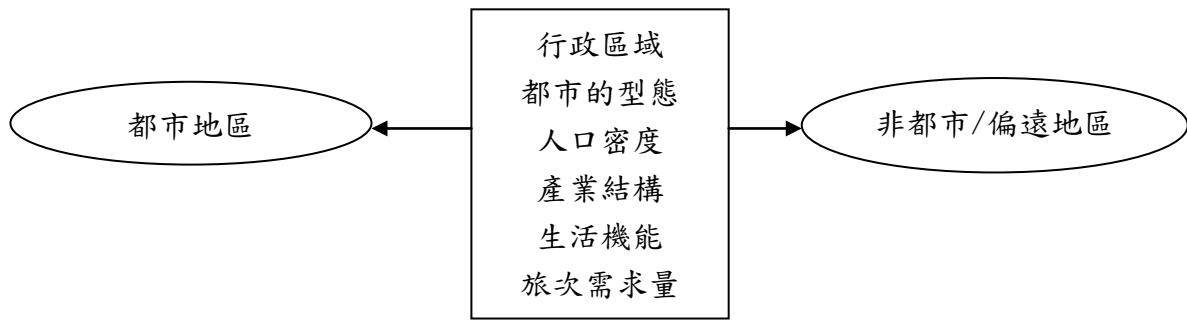 行政區域
都市的型態
人口密度
產業結構
生活機能
旅次需求量
都市地區
非都市/偏遠地區